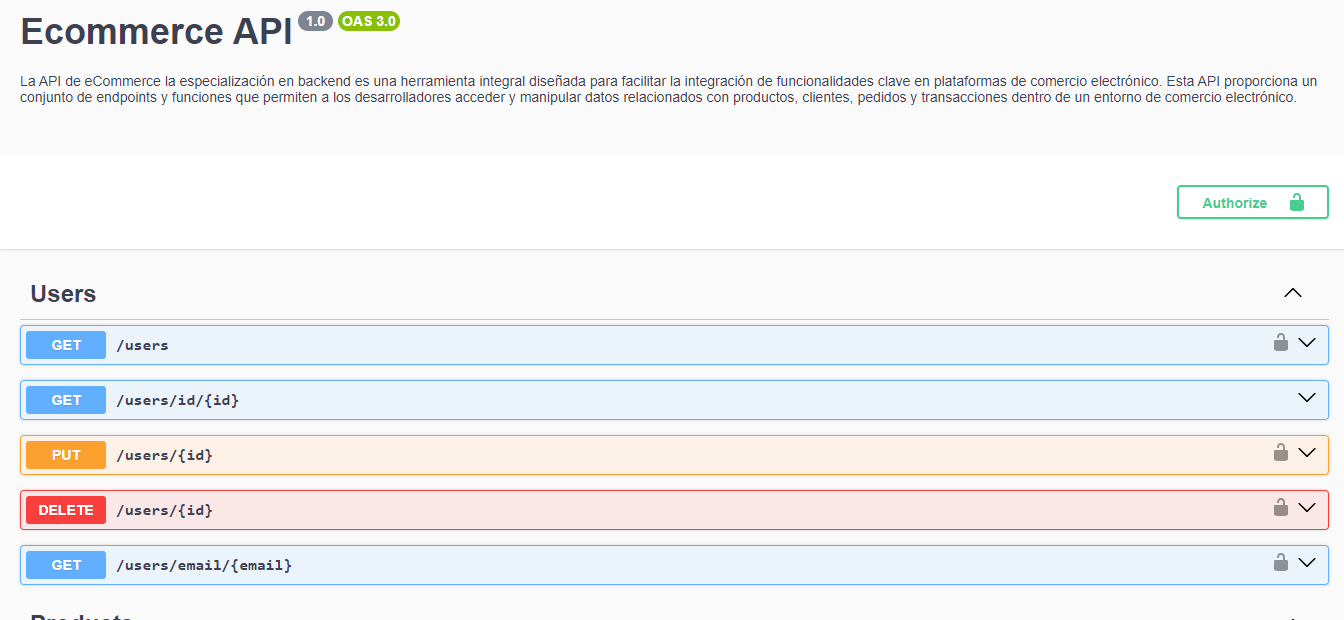 Ecommerce API 1.0 OAS 3.0
La API de eCommerce la especialización en backend es una herramienta integral diseñada para facilitar la integración de funcionalidades clave en plataformas de comercio electrónico. Esta API proporciona un
conjunto de endpoints y funciones que permiten a los desarrolladores acceder y manipular datos relacionados con productos, clientes, pedidos y transacciones dentro de un entorno de comercio electrónico.
Authorize
Users
GET /users
GET /users/id/{id}
PUT /users/{id}
DELETE /users/{id}
GET /users/email/{email}
Products